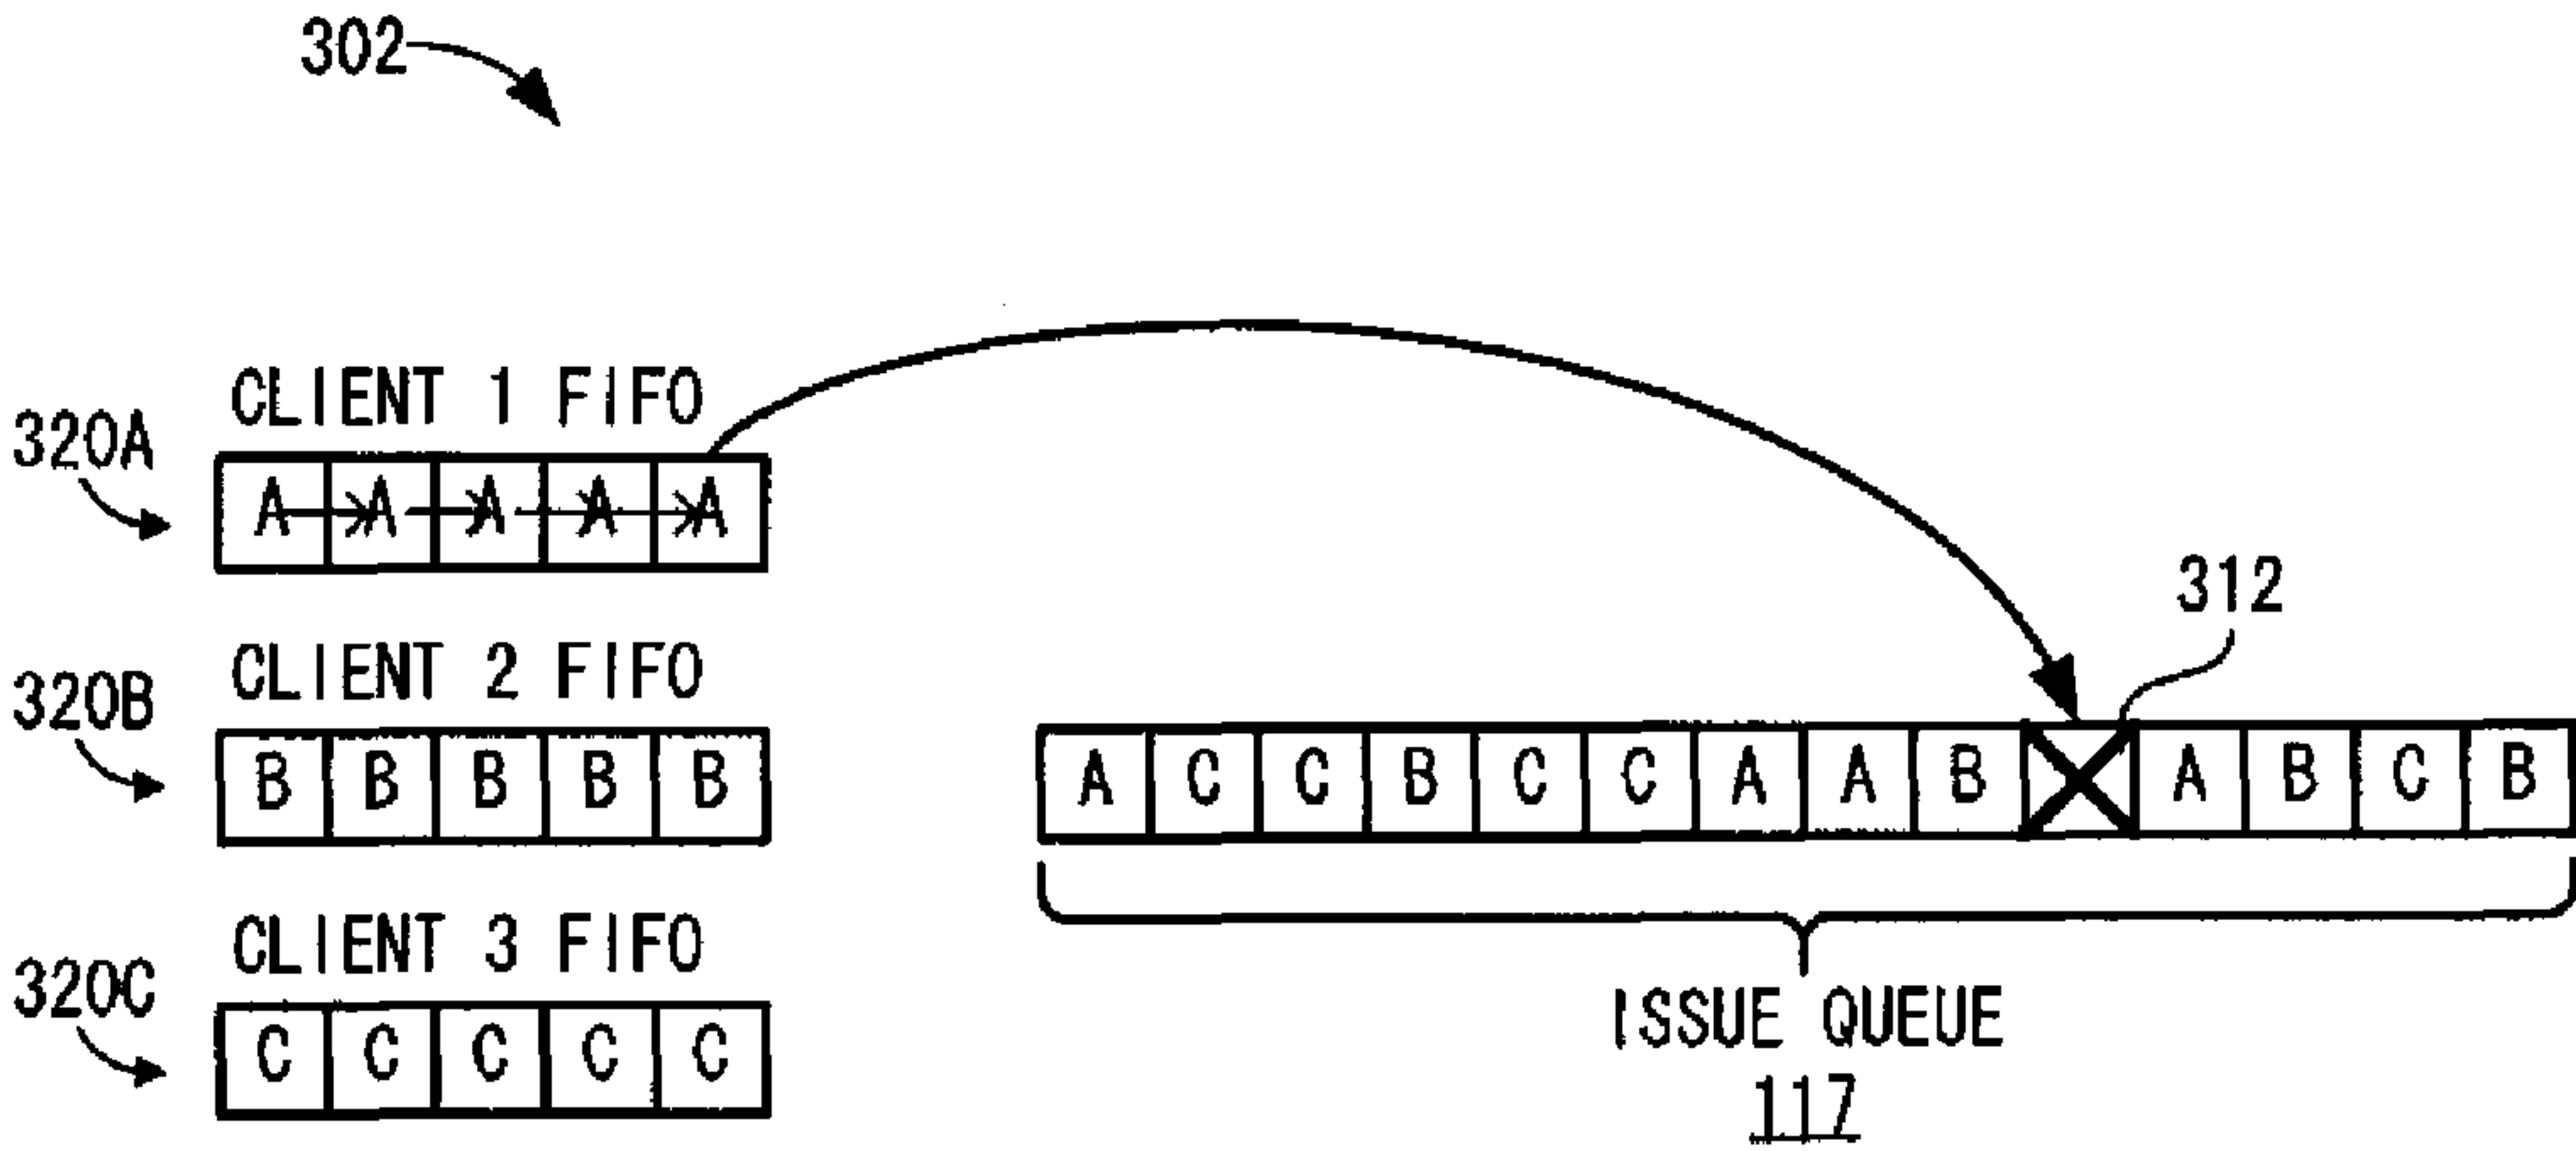 302
CLIENT 1 FIFO
320A
A A A A A
312
CLIENT 2 FIFO
320B
B B B B B
A C C B C C A A B A B C B
CLIENT 3 FIFO
320C
C C C C C
ISSUE QUEUE
117